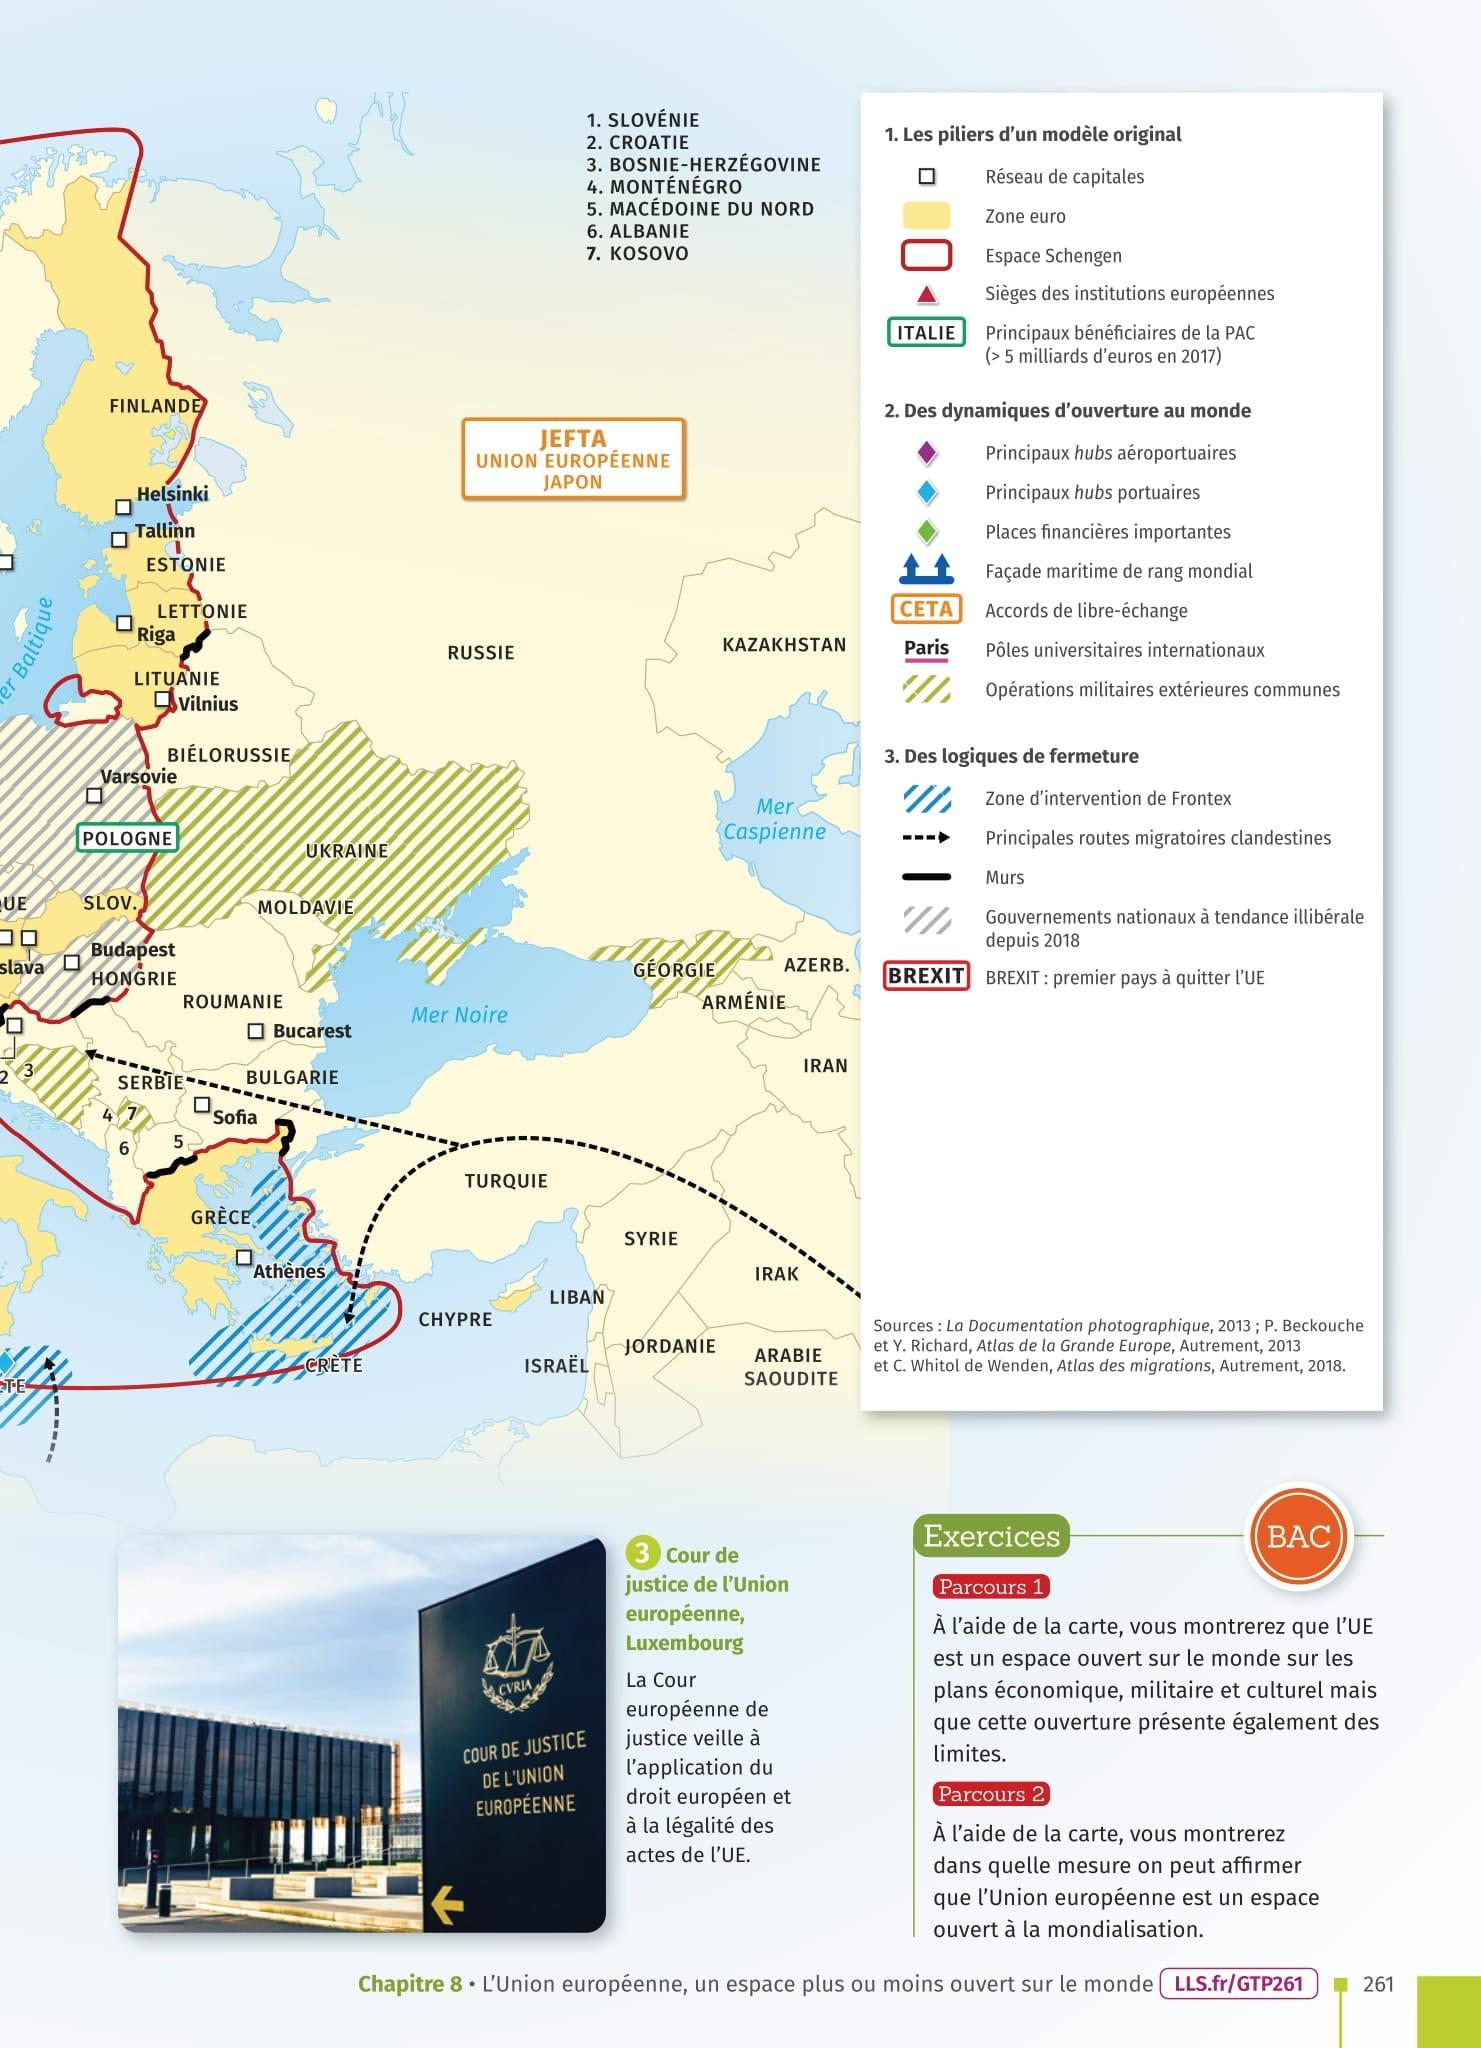 1. SLOVÉNIE
2. CROATIE
3. BOSNIE-HERZÉGOVINE
4. MONTÉNÉGRO
5. MACÉDOINE DU NORD
6. ALBANIE
7. KOSOVO
JEFTA
UNION EUROPÉENNE
JAPON
FINLANDE
Helsinki
Tallinn
ESTONIE
LETTONIE
Riga
LITUANIE
Vilnius
er Baltique
RUSSIE
KAZAKHSTAN
BIÉLORUSSIE
Varsovie
POLOGNE
UKRAINE
Mer
Caspienne
QUE
SLOV.
MOLDAVIE
slava
Budapest
HONGRIE
ROUMANIE
Bucarest
Mer Noire
GÉORGIE
AZERB.
ARMÉNIE
IRAN
2
3
SERBIE
BULGARIE
4
7
Sofia
6
5
TURQUIE
GRÈCE
Athènes
SYRIE
IRAK
LIBAN
CHYPRE
JORDANIE
ISRAËL
ARABIE
SAOUDITE
CRÈTE
LTE
1. Les piliers d'un modèle original
Réseau de capitales
Zone euro
Espace Schengen
Sièges des institutions européennes
ITALIE Principaux bénéficiaires de la PAC
(> 5 milliards d'euros en 2017)
2. Des dynamiques d'ouverture au monde
Principaux hubs aéroportuaires
Principaux hubs portuaires
Places financières importantes
Façade maritime de rang mondial
CETA Accords de libre-échange
Paris Pôles universitaires internationaux
Opérations militaires extérieures communes
3. Des logiques de fermeture
Zone d'intervention de Frontex
Principales routes migratoires clandestines
Murs
Gouvernements nationaux à tendance illibérale
depuis 2018
BREXIT BREXIT : premier pays à quitter l'UE
Sources : La Documentation photographique, 2013 ; P. Beckouche
et Y. Richard, Atlas de la Grande Europe, Autrement, 2013
et C. Whitol de Wenden, Atlas des migrations, Autrement, 2018.
CVRIA
COUR DE JUSTICE
DE L'UNION
EUROPÉENNE
3 Cour de
justice de l'Union
européenne,
Luxembourg
La Cour
européenne de
justice veille à
l'application du
droit européen et
à la légalité des
actes de l'UE.
Exercices
BAC
Parcours 1
À l'aide de la carte, vous montrerez que l'UE
est un espace ouvert sur le monde sur les
plans économique, militaire et culturel mais
que cette ouverture présente également des
limites.
Parcours 2
À l'aide de la carte, vous montrerez
dans quelle mesure on peut affirmer
que l'Union européenne est un espace
ouvert à la mondialisation.
Chapitre 8 • L'Union européenne, un espace plus ou moins ouvert sur le monde LLS.fr/GTP261 261